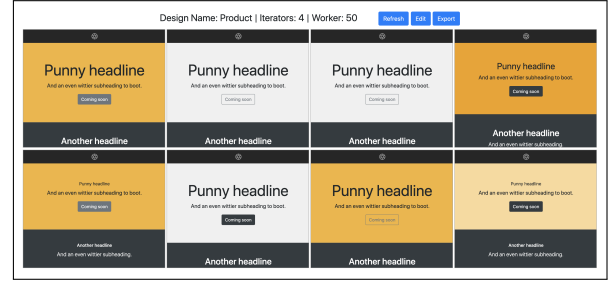 Design Name: Product | Iterators: 4 | Worker: 50 Refresh Edit Export
Punny headline
And an even wittier subheading to boot.
Coming soon
Another headline
Punny headline
And an even wittier subheading to boot.
Coming soon
Another headline
Punny headline
And an even wittier subheading to boot.
Coming soon
Another headline
Punny headline
And an even wittier subheading to boot.
Coming soon
Another headline
And an even wittier subheading.
Punny headline
And an even wittier subheading to boot.
Coming soon
Another headline
And an even wittier subheading.
Punny headline
And an even wittier subheading to boot.
Coming soon
Another headline
Punny headline
And an even wittier subheading to boot.
Coming soon
Another headline
Punny headline
And an even wittier subheading to boot.
Coming soon
Another headline
And an even wittier subheading.